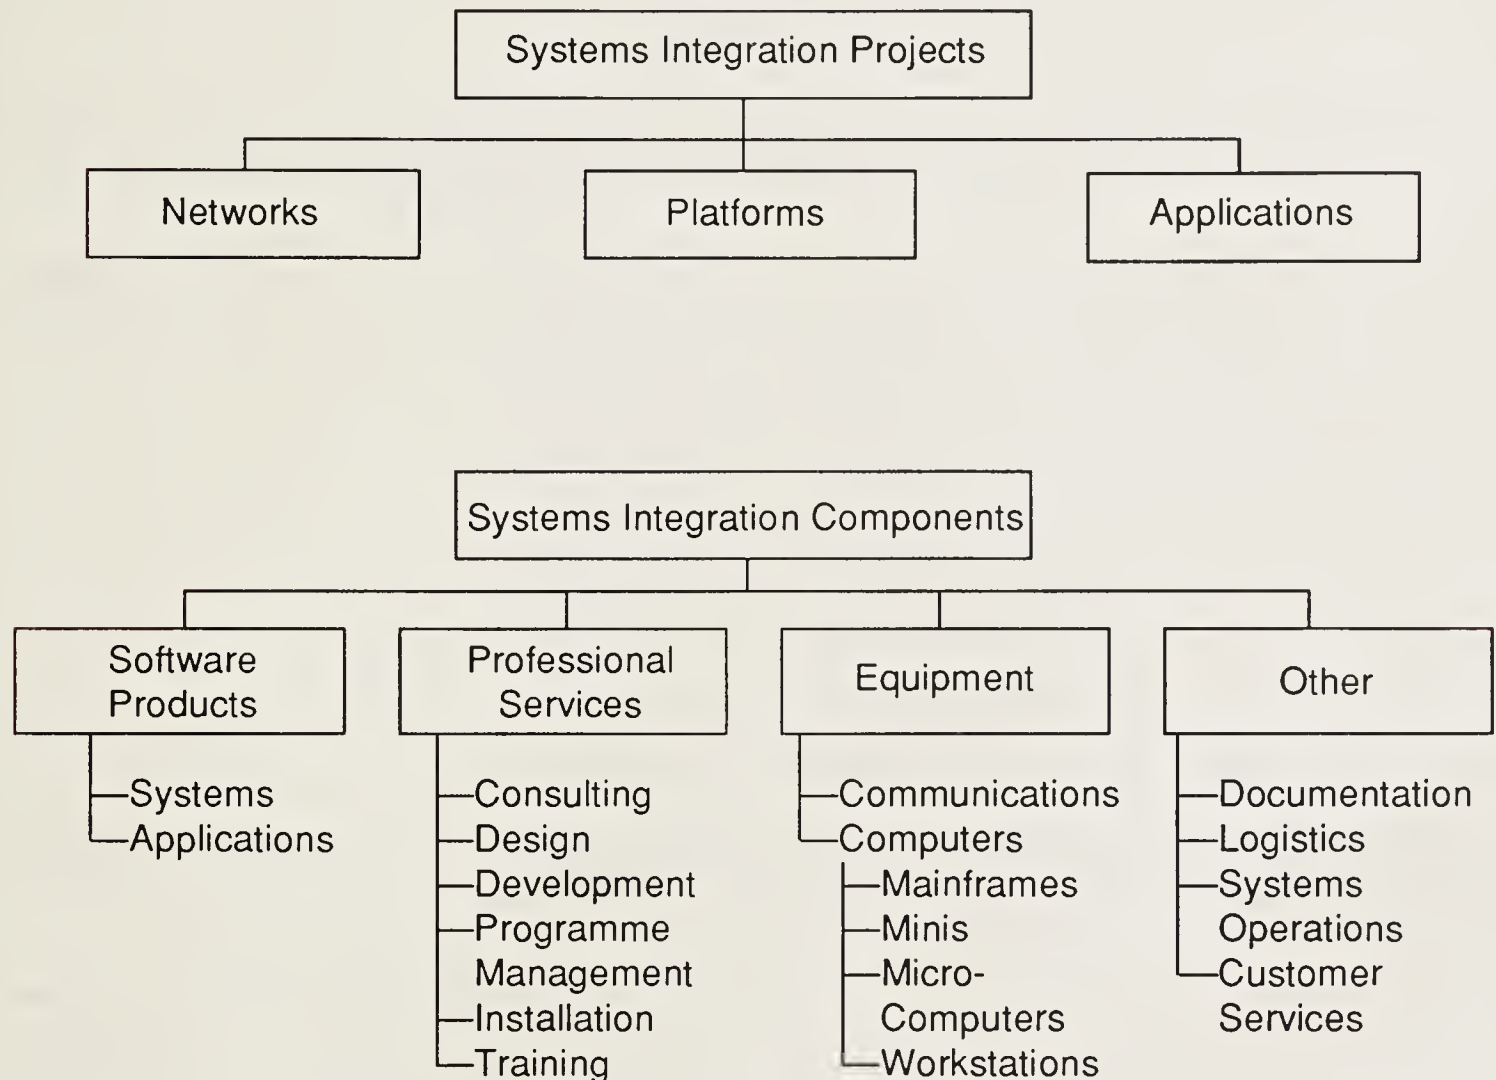 Systems Integration Projects
Networks
Platforms
Applications
Systems Integration Components
Software
Products
Systems
Applications
Professional
Services
Consulting
Design
Development
Programme
Management
Installation
Training
Equipment
Communications
Computers
Mainframes
Minis
Micro-
Computers
Workstations
Other
Documentation
Logistics
Systems
Operations
Customer
Services